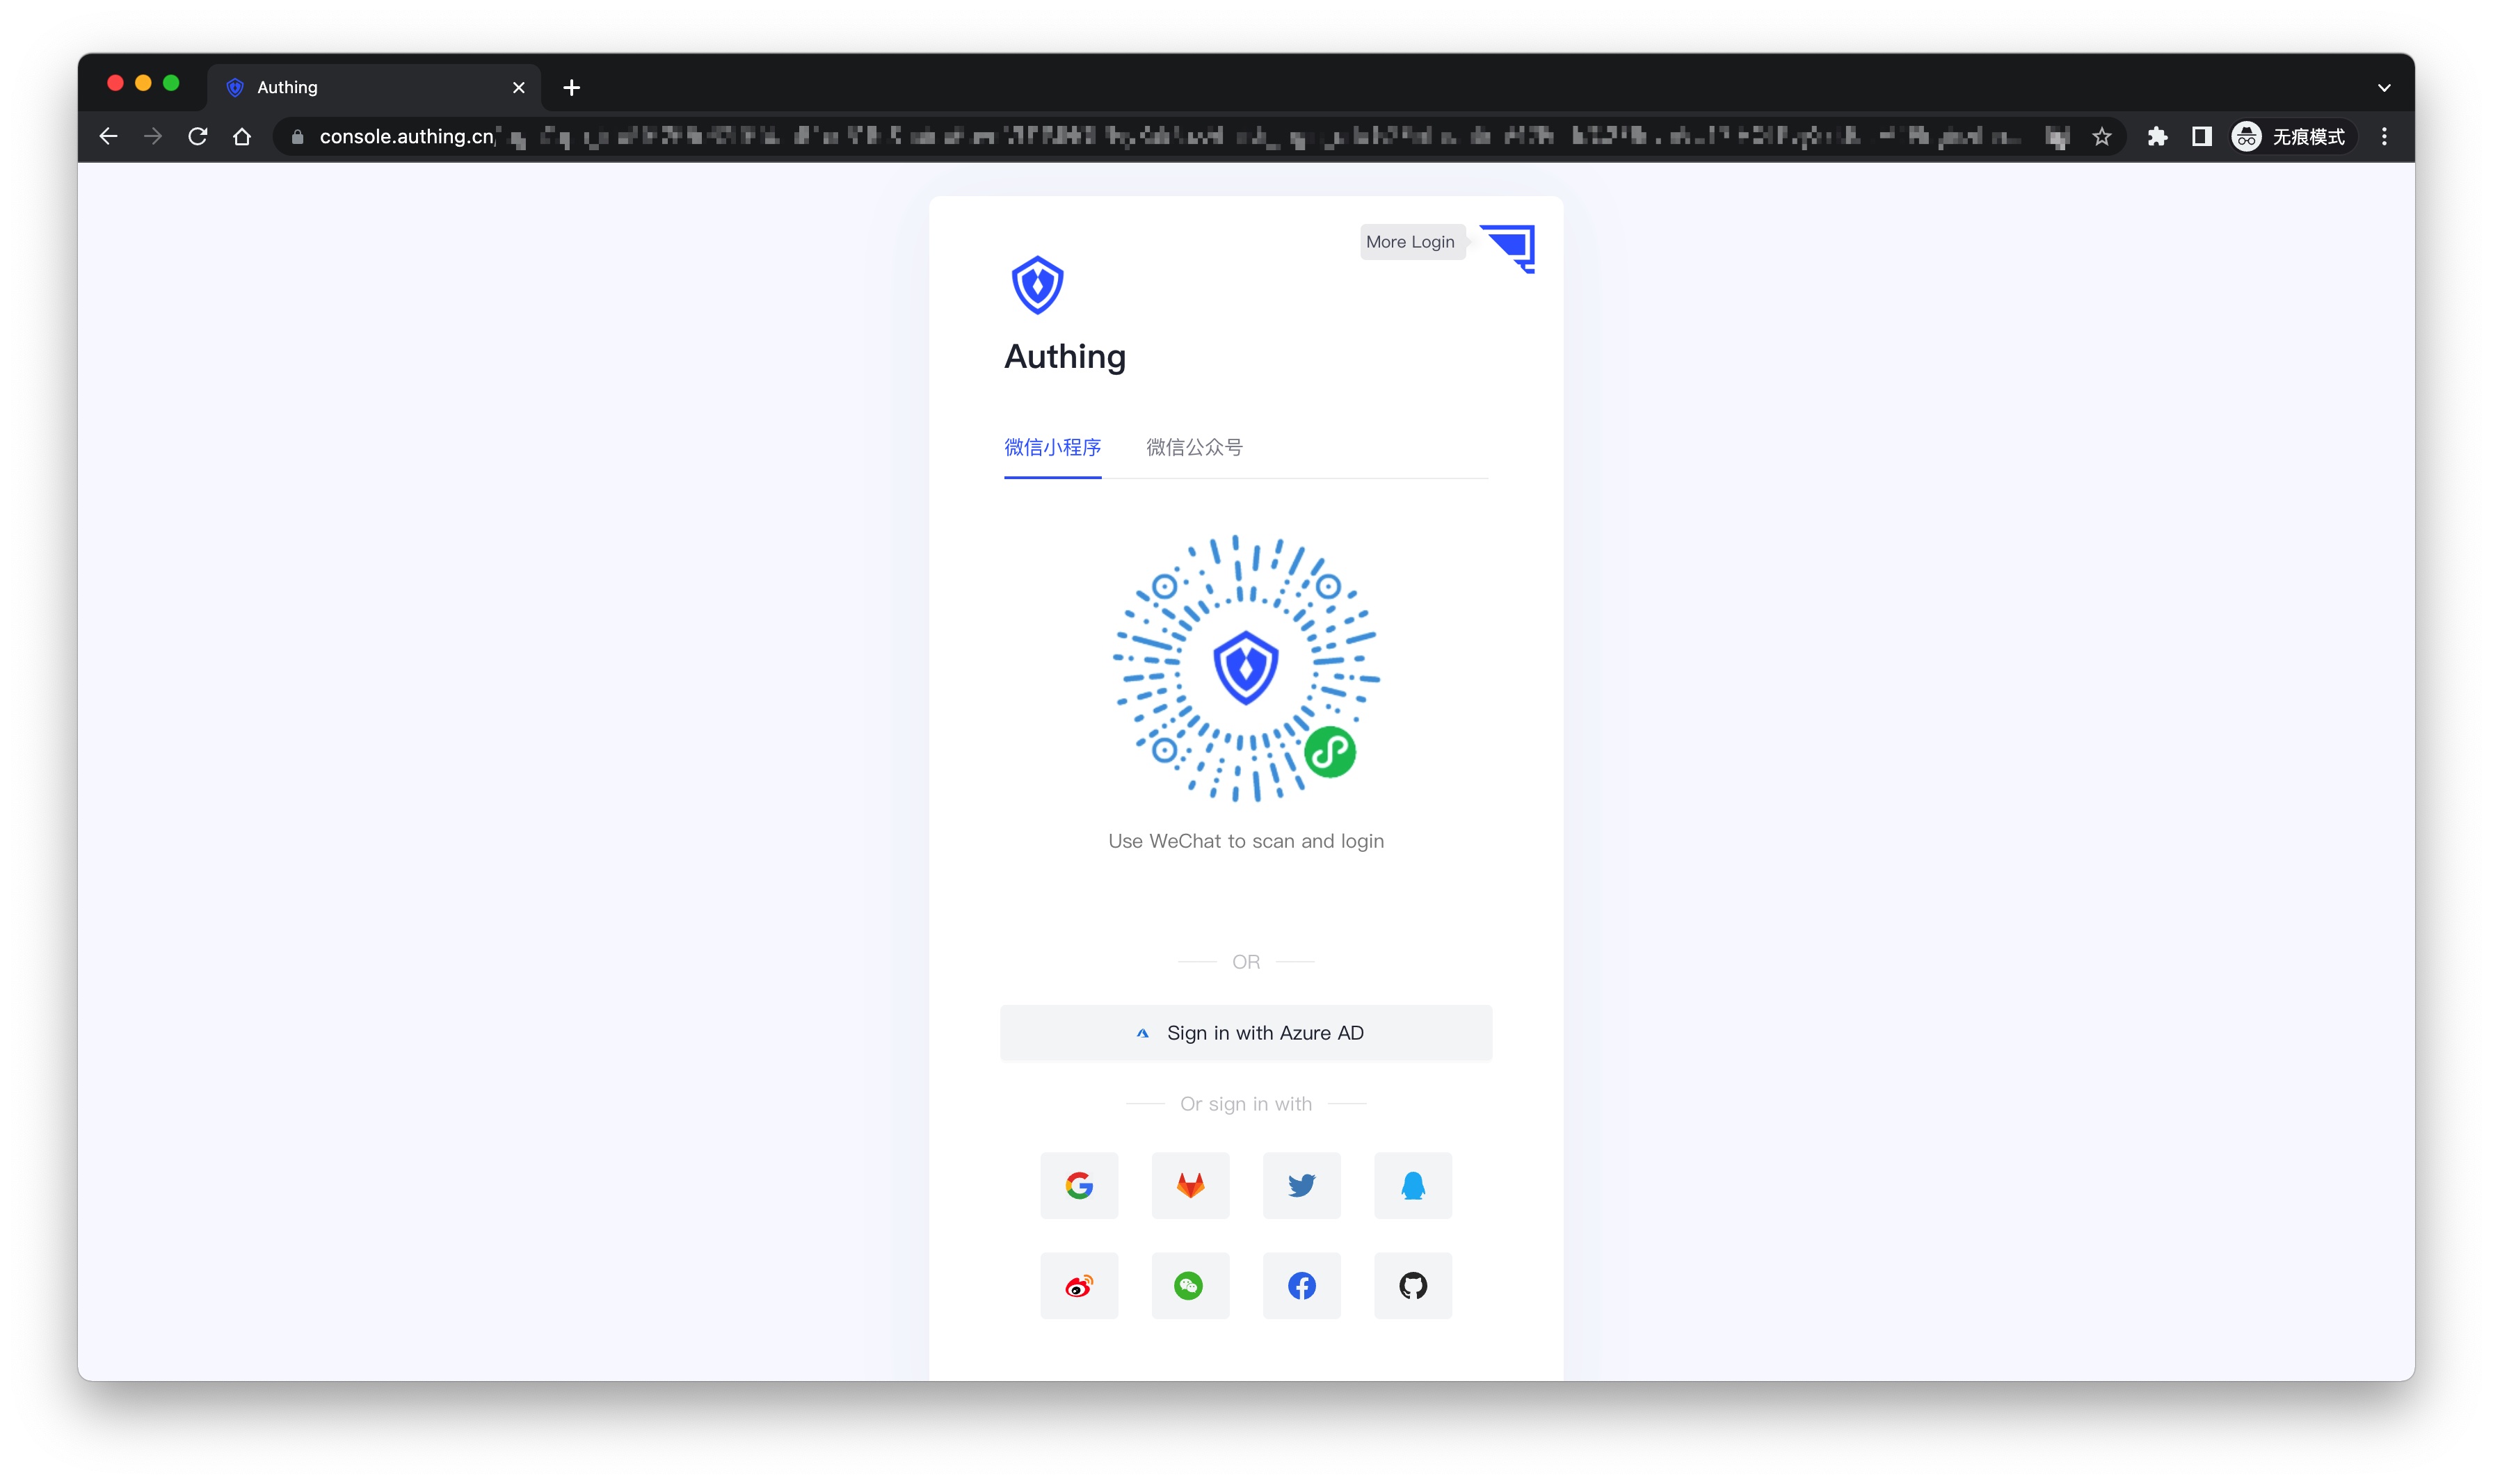 Authing
console.authing.cn
无痕模式
More Login
Authing
微信小程序 微信公众号
Use WeChat to scan and login
OR
Sign in with Azure AD
Or sign in with